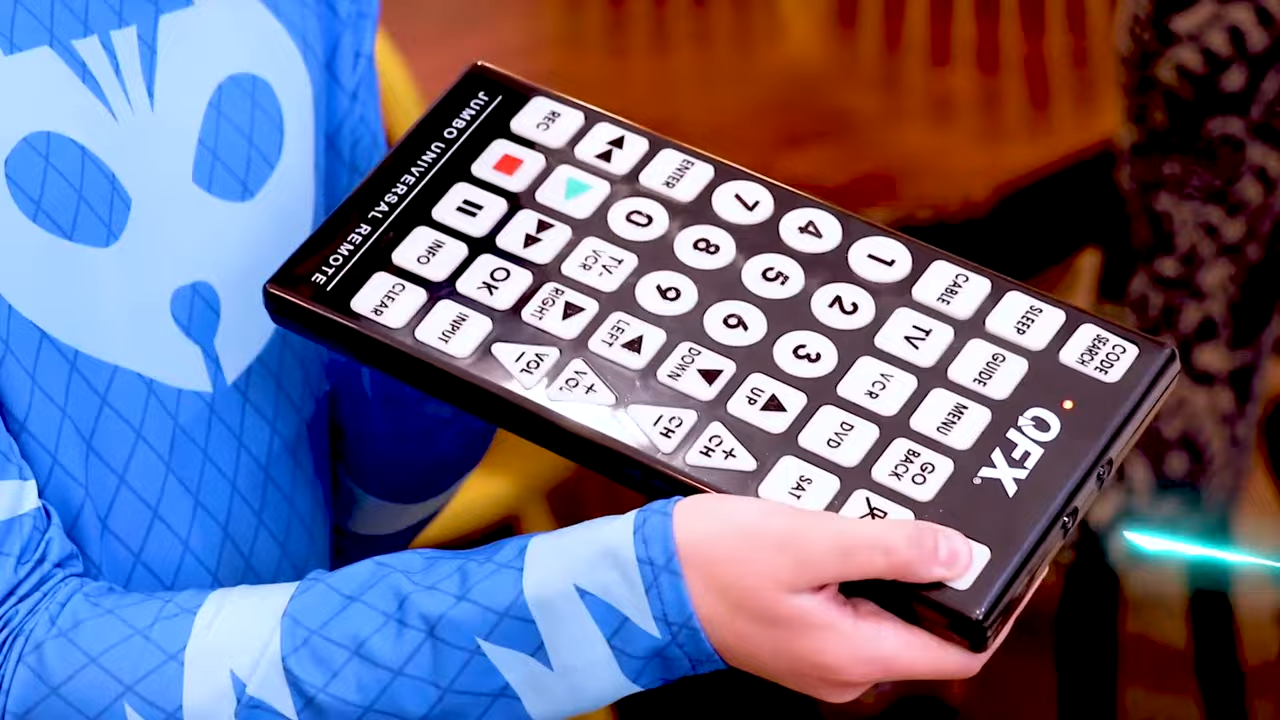 QFX
CODE SEARCH
SLEEP GUIDE MENU GO BACK
CABLE TV VCR DVD SAT
1 2 3 UP CH+
4 5 6 DOWN CH−
7 8 9 LEFT VOL+
ENTER 0 TV-VCR RIGHT VOL−
OK INPUT
REC INFO CLEAR
JUMBO UNIVERSAL REMOTE